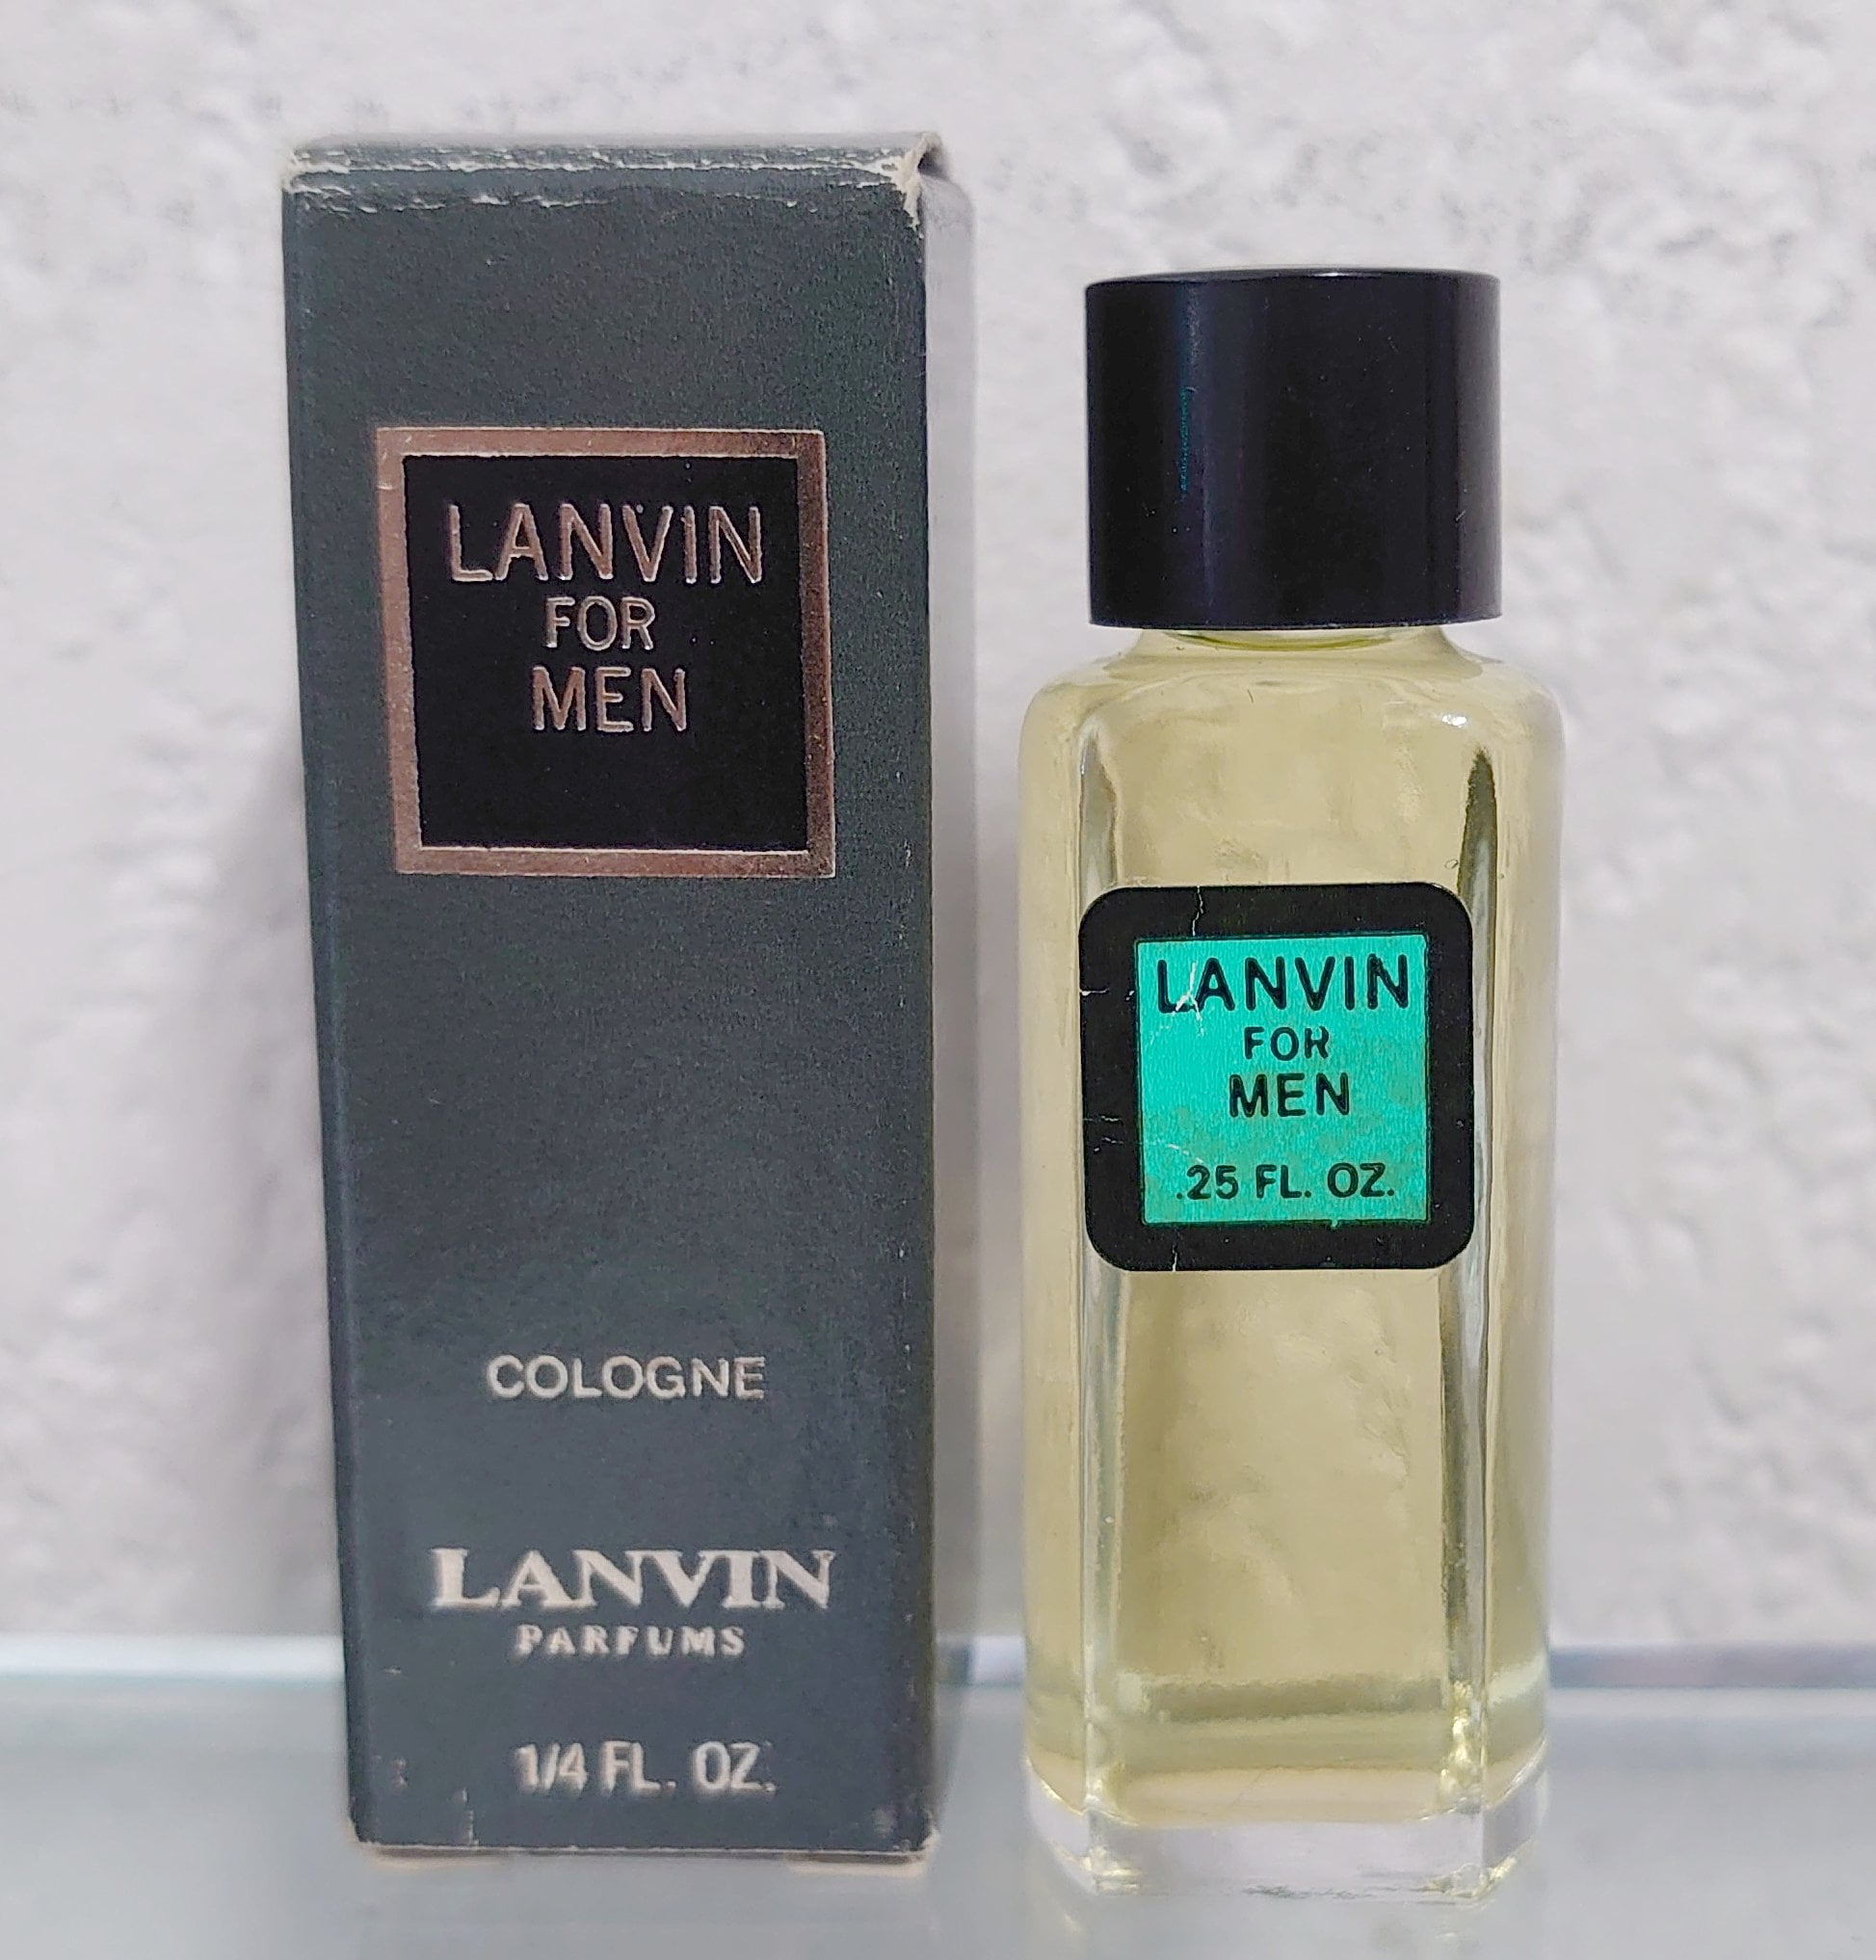 LANVIN
FOR
MEN
COLOGNE
LANVIN
PARFUMS
1/4 FL. OZ.
LANVIN
FOR
MEN
.25 FL. OZ.